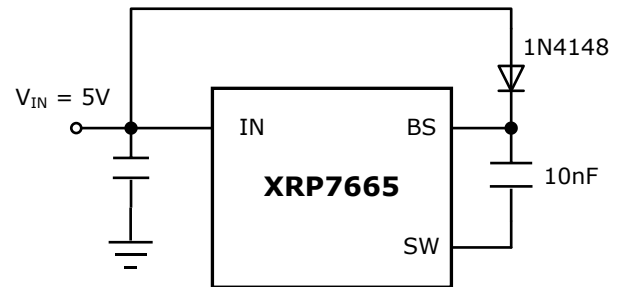 1N4148
V_IN = 5V
IN
BS
XRP7665
10nF
SW